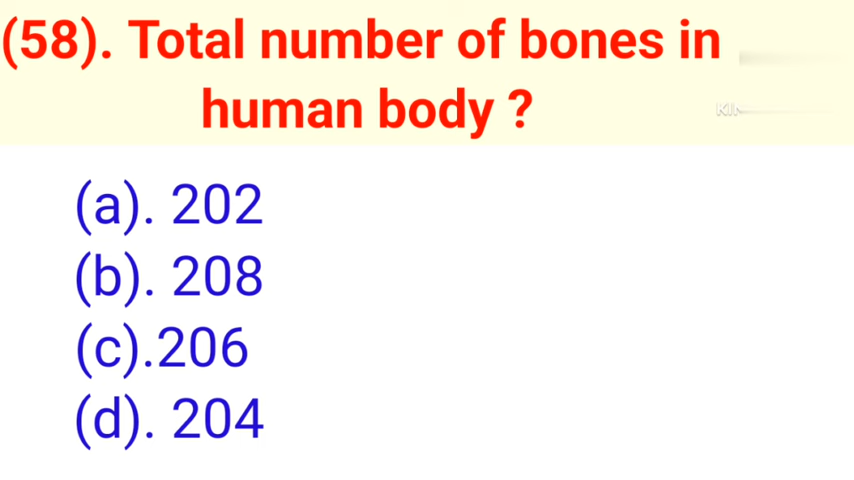 (58). Total number of bones in
human body ?
(a). 202
(b). 208
(c).206
(d). 204